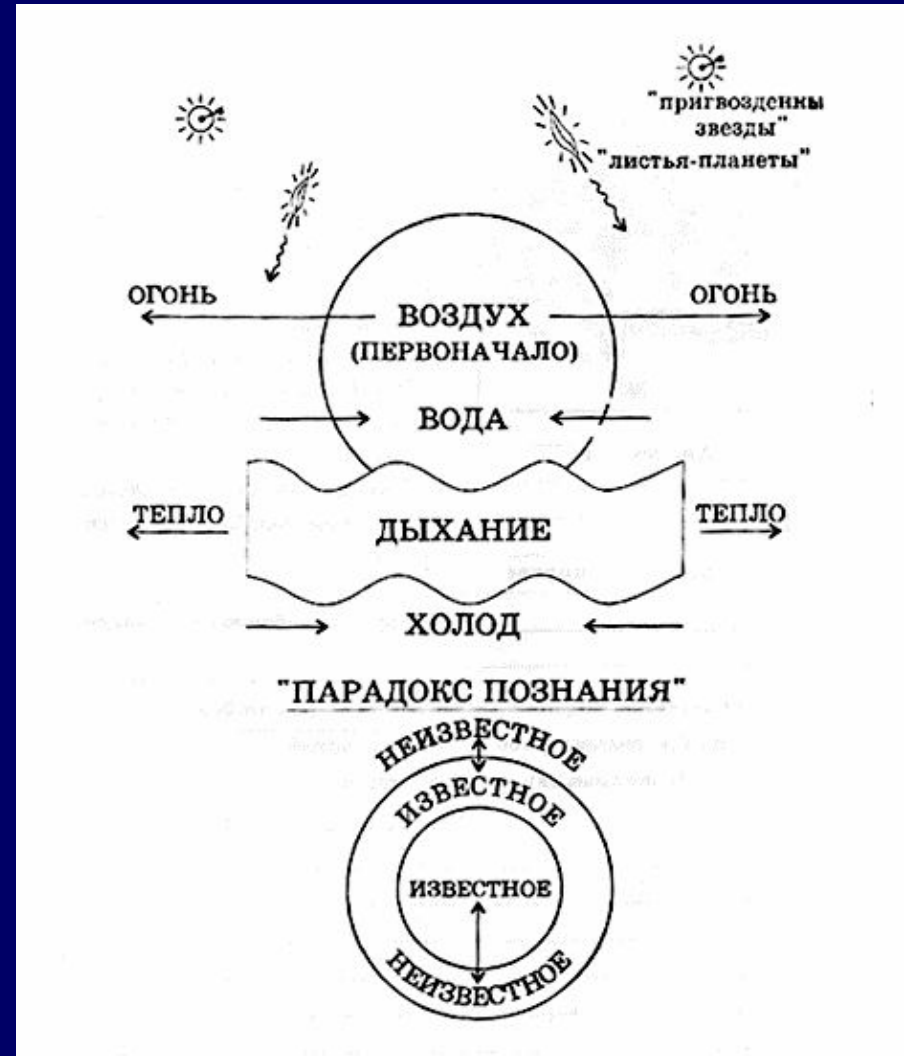 "пригвозденны
звезды"
"листья-планеты"
ОГОНЬ ОГОНЬ
ВОЗДУХ
(ПЕРВОНАЧАЛО)
ВОДА
ТЕПЛО ТЕПЛО
ДЫХАНИЕ
ХОЛОД
"ПАРАДОКС ПОЗНАНИЯ"
НЕИЗВЕСТНОЕ
ИЗВЕСТНОЕ
ИЗВЕСТНОЕ
НЕИЗВЕСТНОЕ